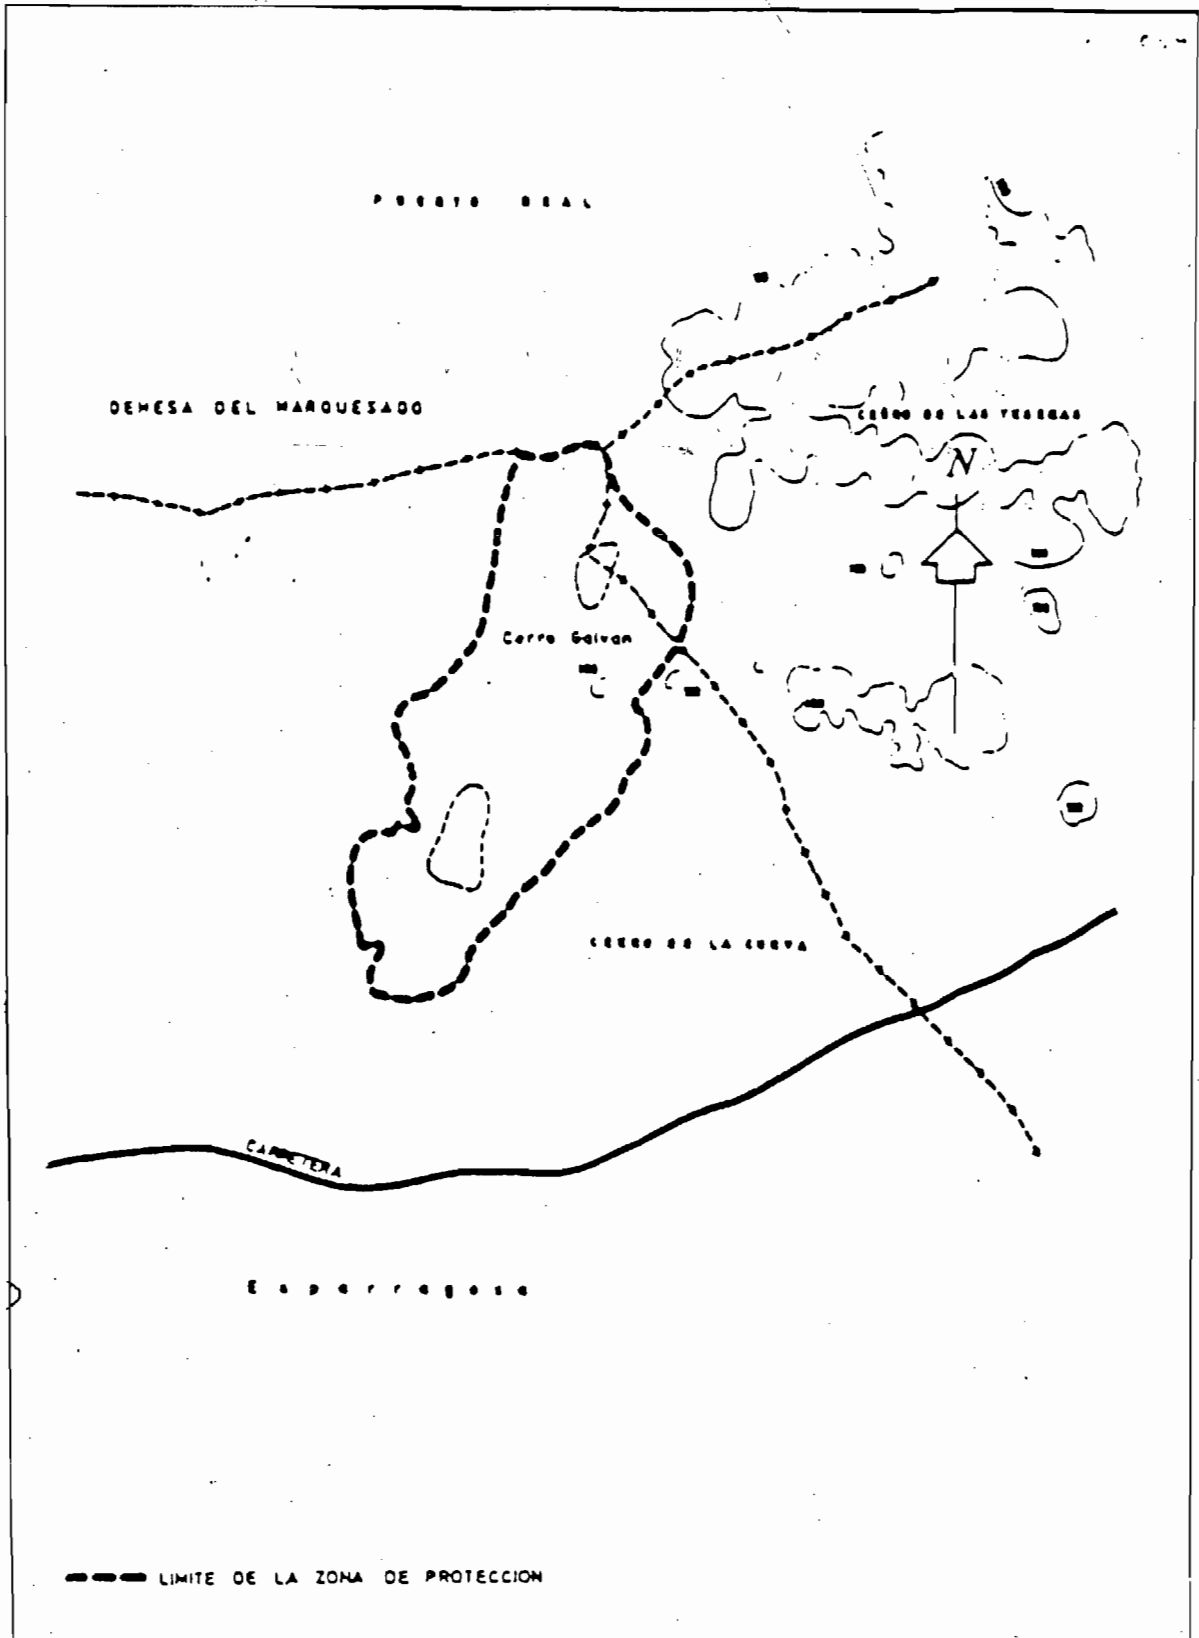 PUERTO REAL
DEHESA DEL MARQUESADO
CERRO DE LAS YEGUAS
N
Cerro Galvan
CERRO DE LA CUEVA
CARRETERA
Esparragosa
LIMITE DE LA ZONA DE PROTECCION